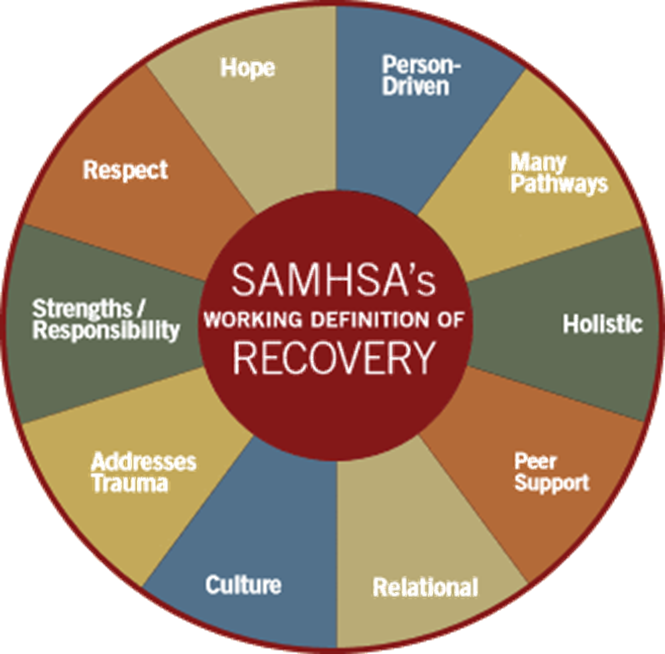 Hope
Person-
Driven
Many
Pathways
Respect
SAMHSA's
WORKING DEFINITION OF
RECOVERY
Strengths /
Responsibility
Holistic
Addresses
Trauma
Peer
Support
Culture
Relational